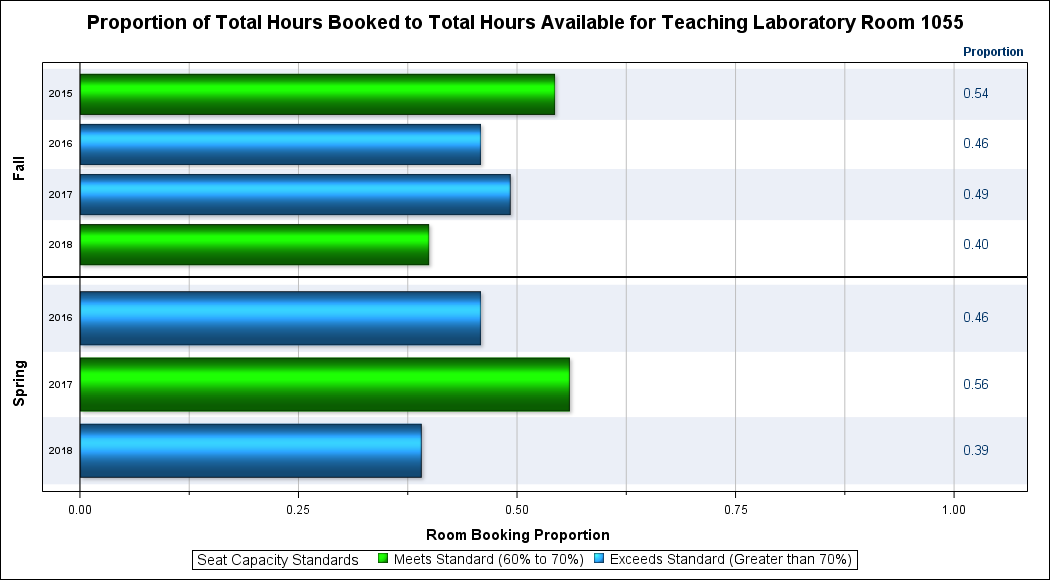 Proportion of Total Hours Booked to Total Hours Available for Teaching Laboratory Room 1055
Proportion
Fall
2015 0.54
2016 0.46
2017 0.49
2018 0.40
Spring
2016 0.46
2017 0.56
2018 0.39
0.00 0.25 0.50 0.75 1.00
Room Booking Proportion
Seat Capacity Standards Meets Standard (60% to 70%) Exceeds Standard (Greater than 70%)